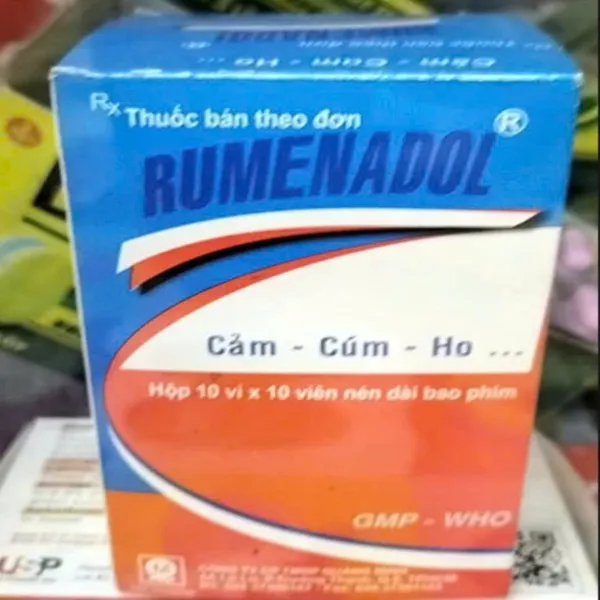 Rx Thuốc bán theo đơn
RUMENADOL ®
Cảm - Cúm - Ho ...
Hộp 10 vỉ x 10 viên nén dài bao phim
GMP - WHO
USP